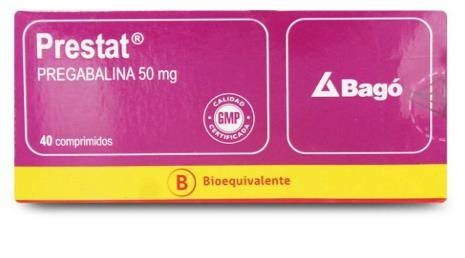 Prestat®
PREGABALINA 50 mg
CALIDAD
GMP
CERTIFICADA
40 comprimidos
Bagó
B Bioequivalente